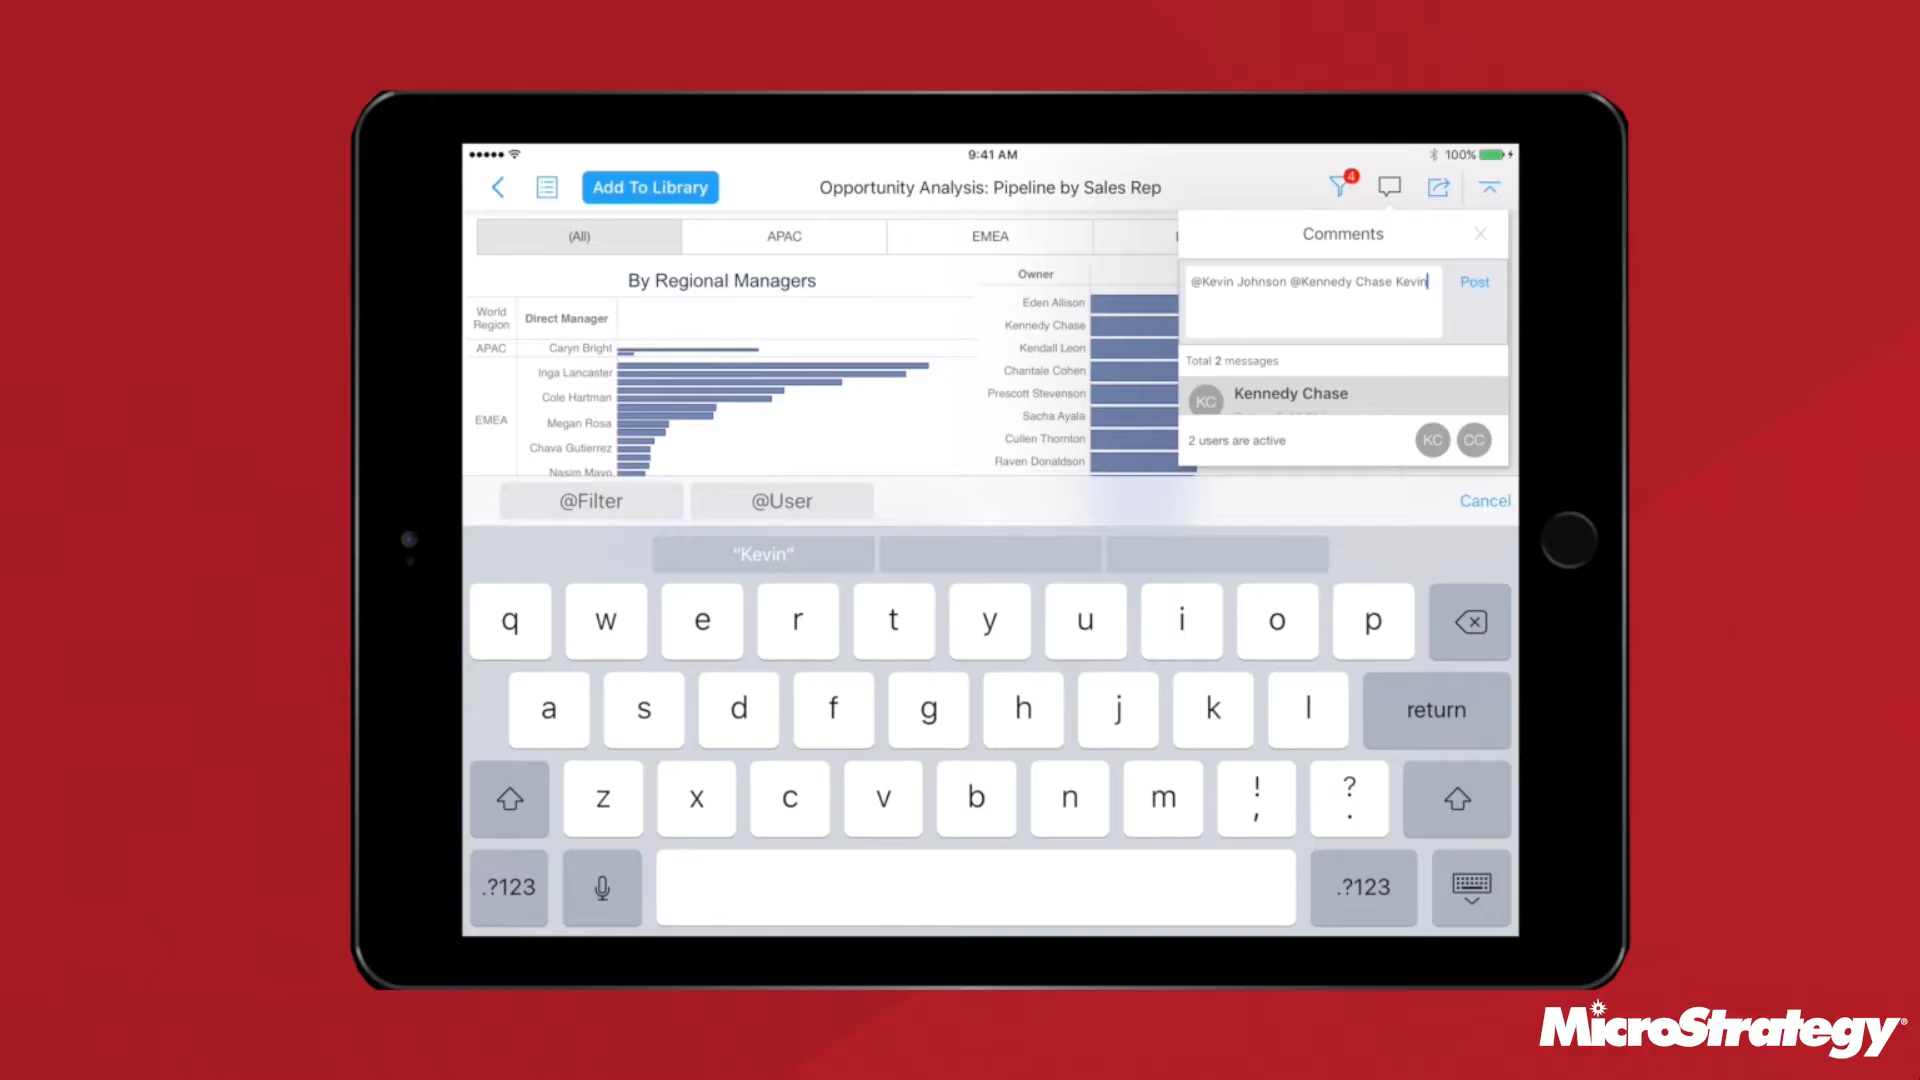 9:41 AM
100%
Add To Library
Opportunity Analysis: Pipeline by Sales Rep
4
(All)
APAC
EMEA
By Regional Managers
World
Region
Direct Manager
APAC
Caryn Bright
Inga Lancaster
Cole Hartman
EMEA
Megan Rosa
Chava Gutierrez
Nasim Mayo
Owner
Eden Allison
Kennedy Chase
Kendall Leon
Chantale Cohen
Prescott Stevenson
Sacha Ayala
Cullen Thornton
Raven Donaldson
Comments
@Kevin Johnson @Kennedy Chase Kevin
Post
Total 2 messages
KC
Kennedy Chase
2 users are active
KC
CC
@Filter
@User
Cancel
“Kevin”
q w e r t y u i o p
a s d f g h j k l return
z x c v b n m ! , ? .
.?123
.?123
MicroStrategy®